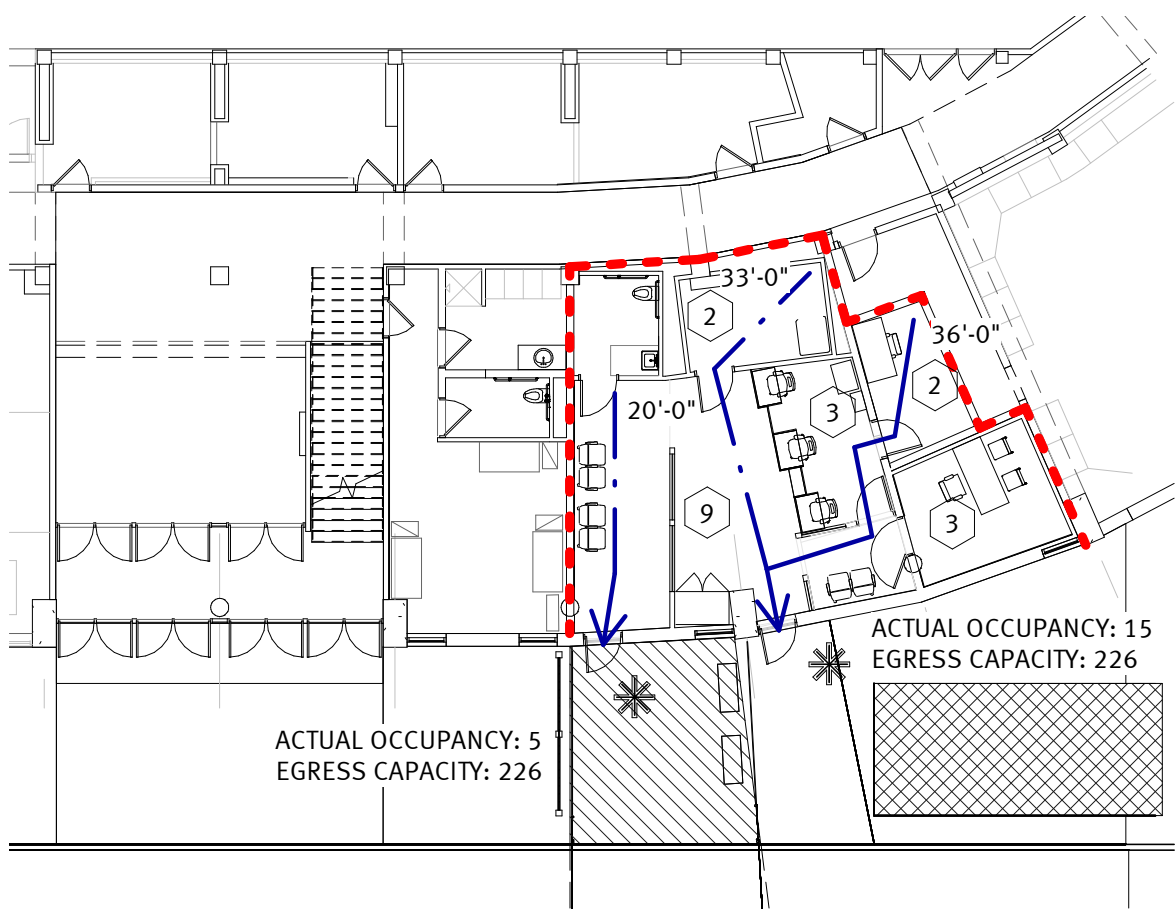 33'-0"
2
36'-0"
2
20'-0"
3
9
3
ACTUAL OCCUPANCY: 15
EGRESS CAPACITY: 226
ACTUAL OCCUPANCY: 5
EGRESS CAPACITY: 226